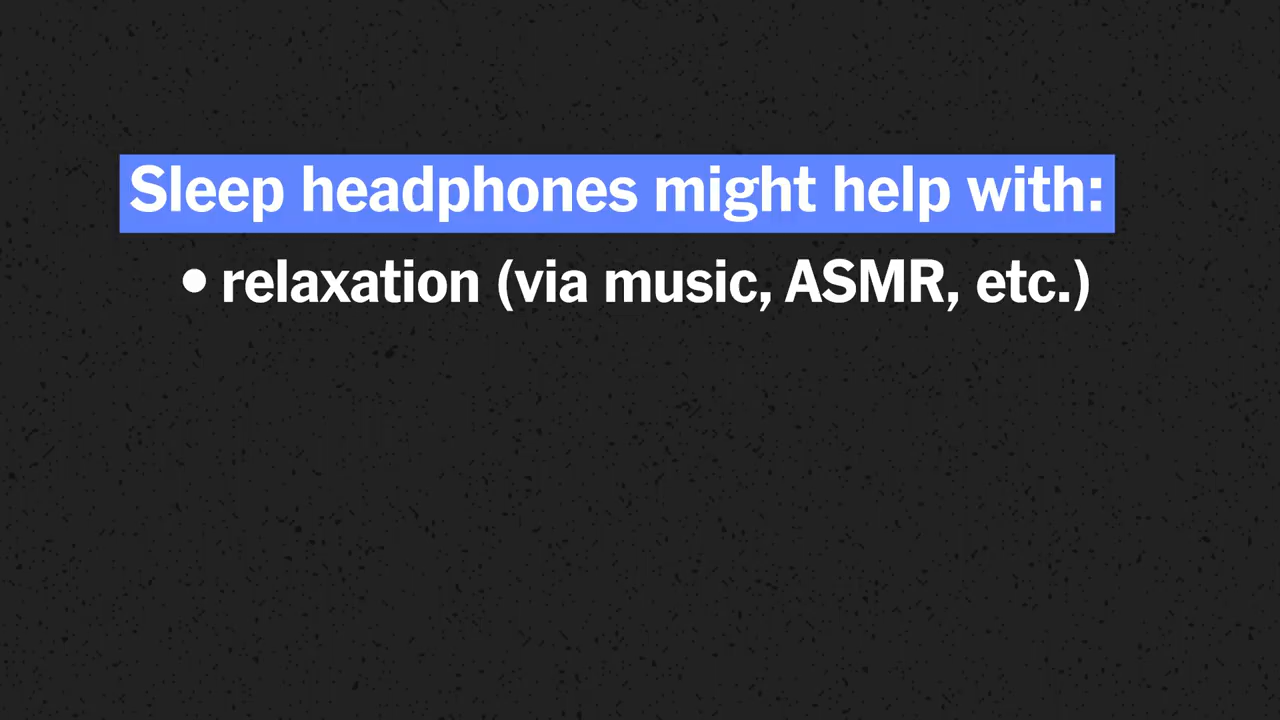 Sleep headphones might help with:
• relaxation (via music, ASMR, etc.)